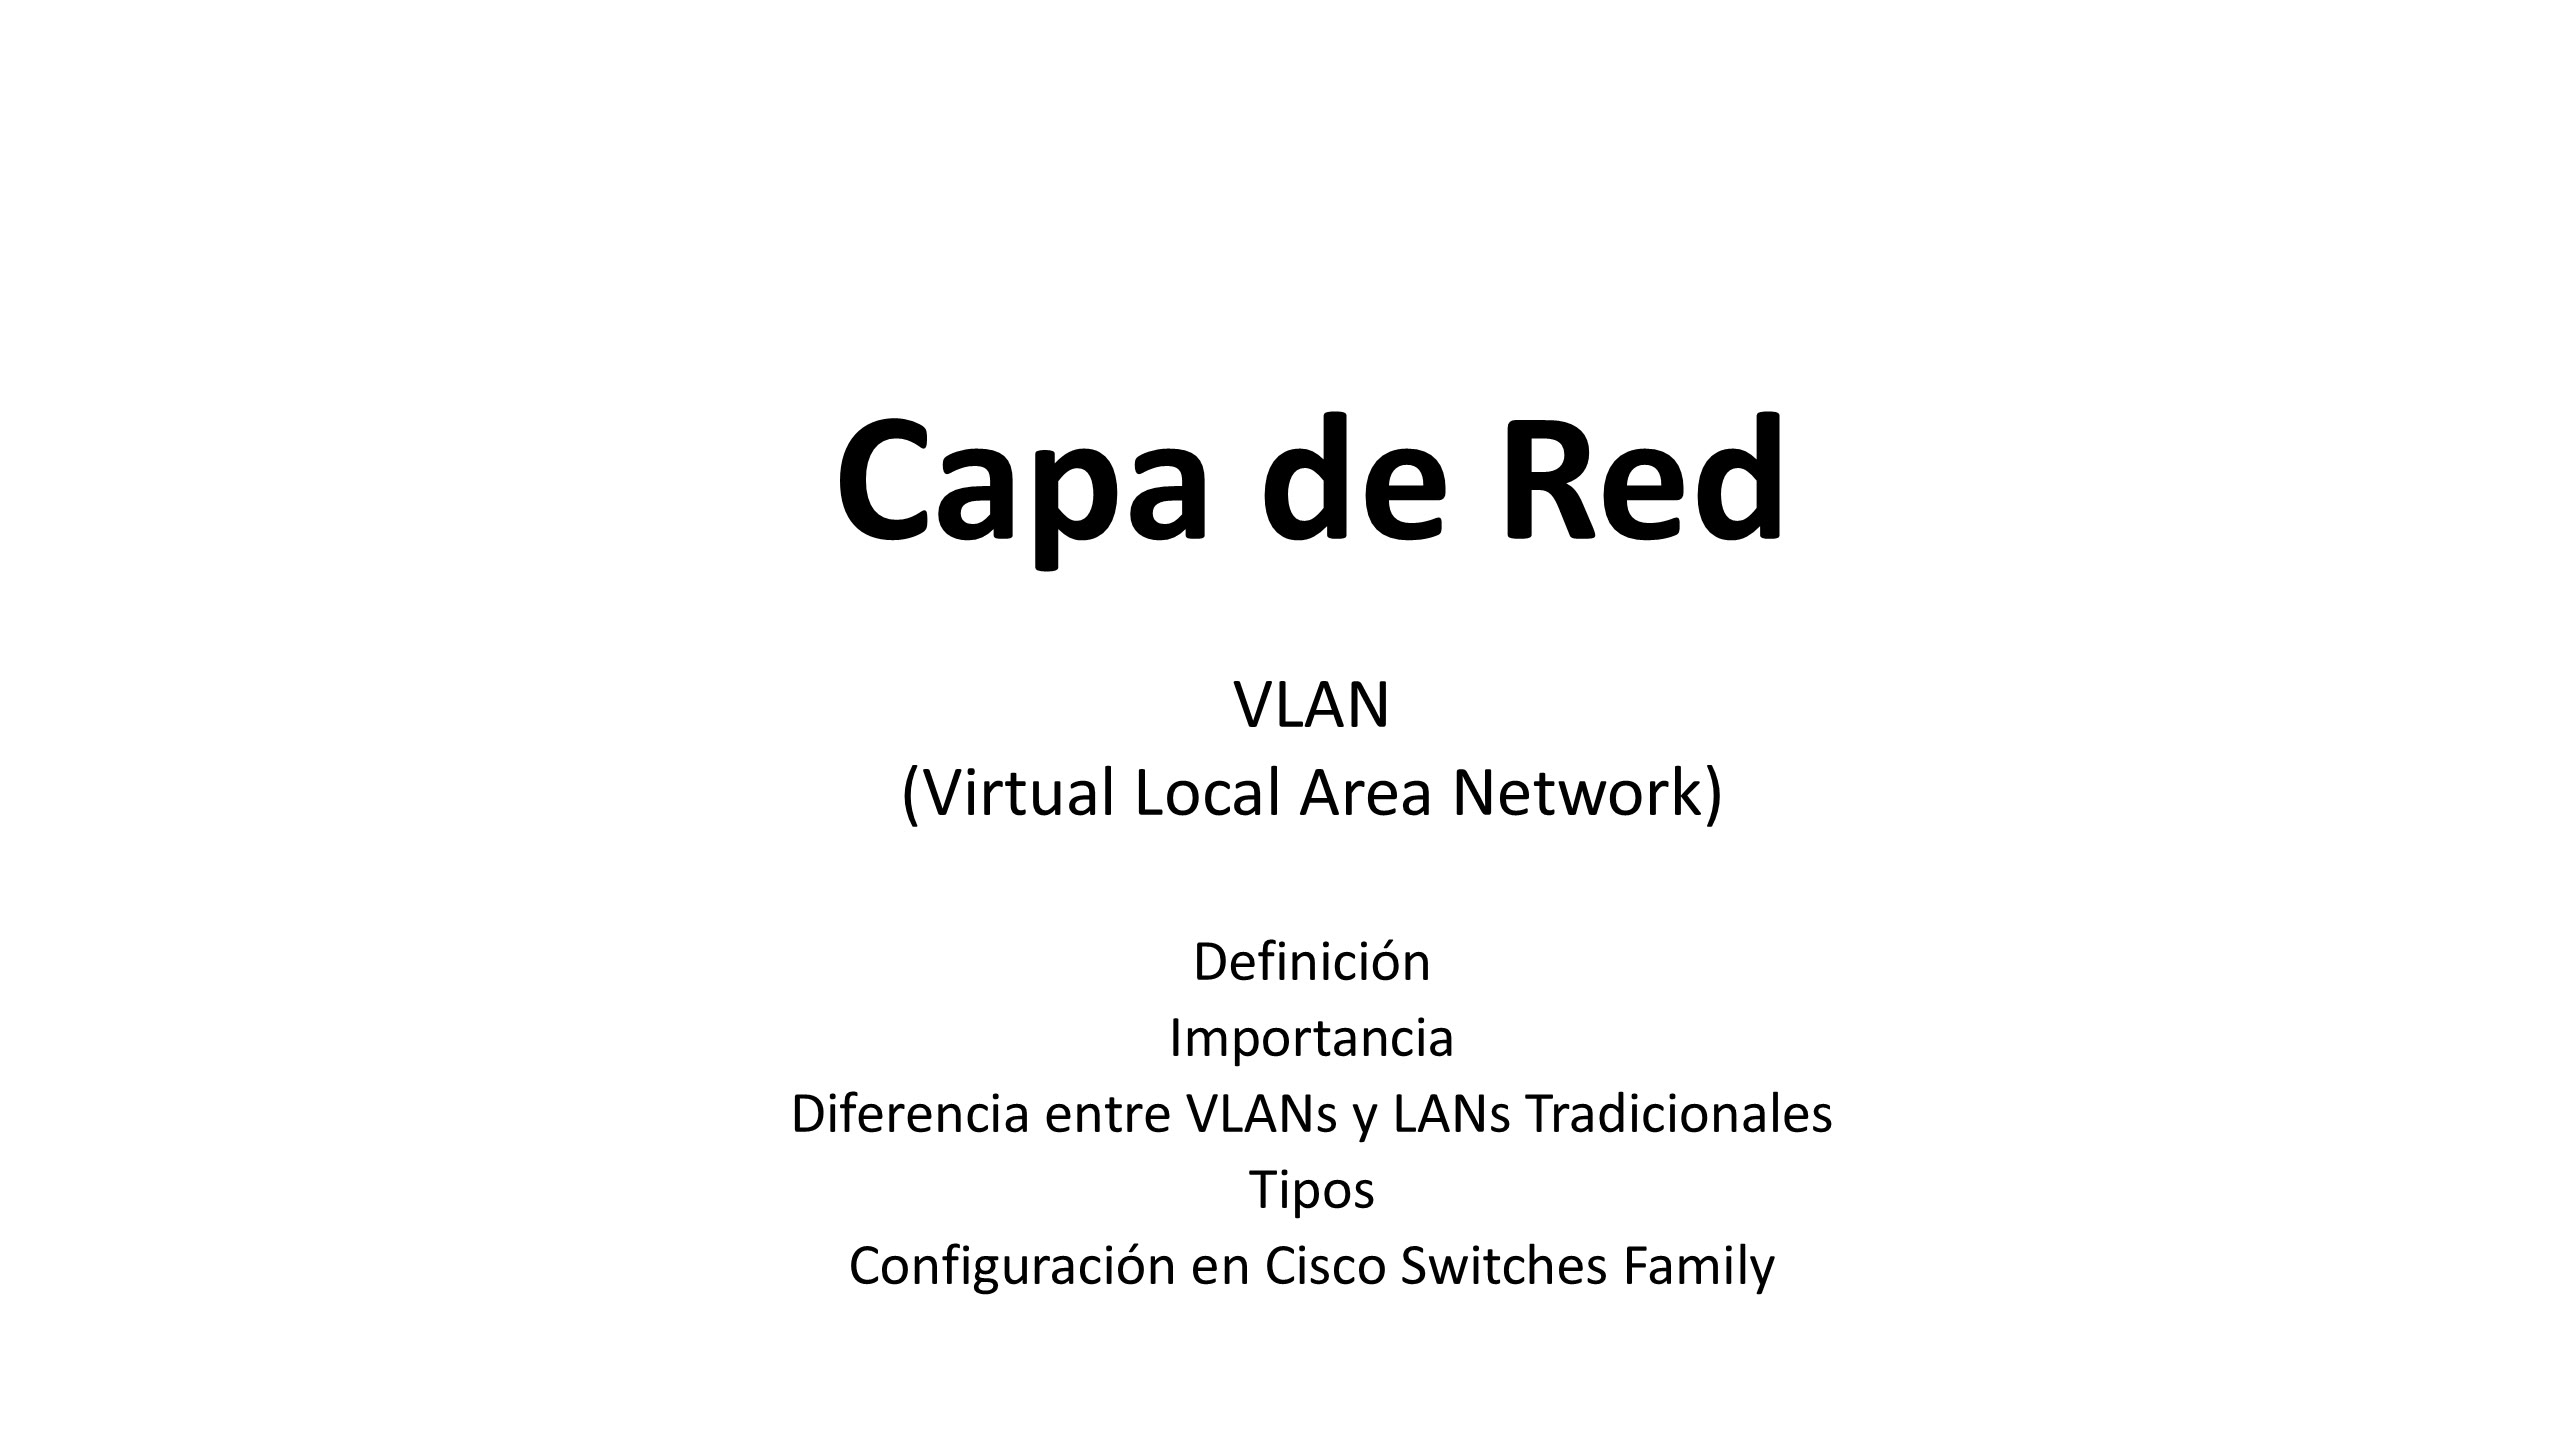 Capa de Red
VLAN
(Virtual Local Area Network)
Definición
Importancia
Diferencia entre VLANs y LANs Tradicionales
Tipos
Configuración en Cisco Switches Family